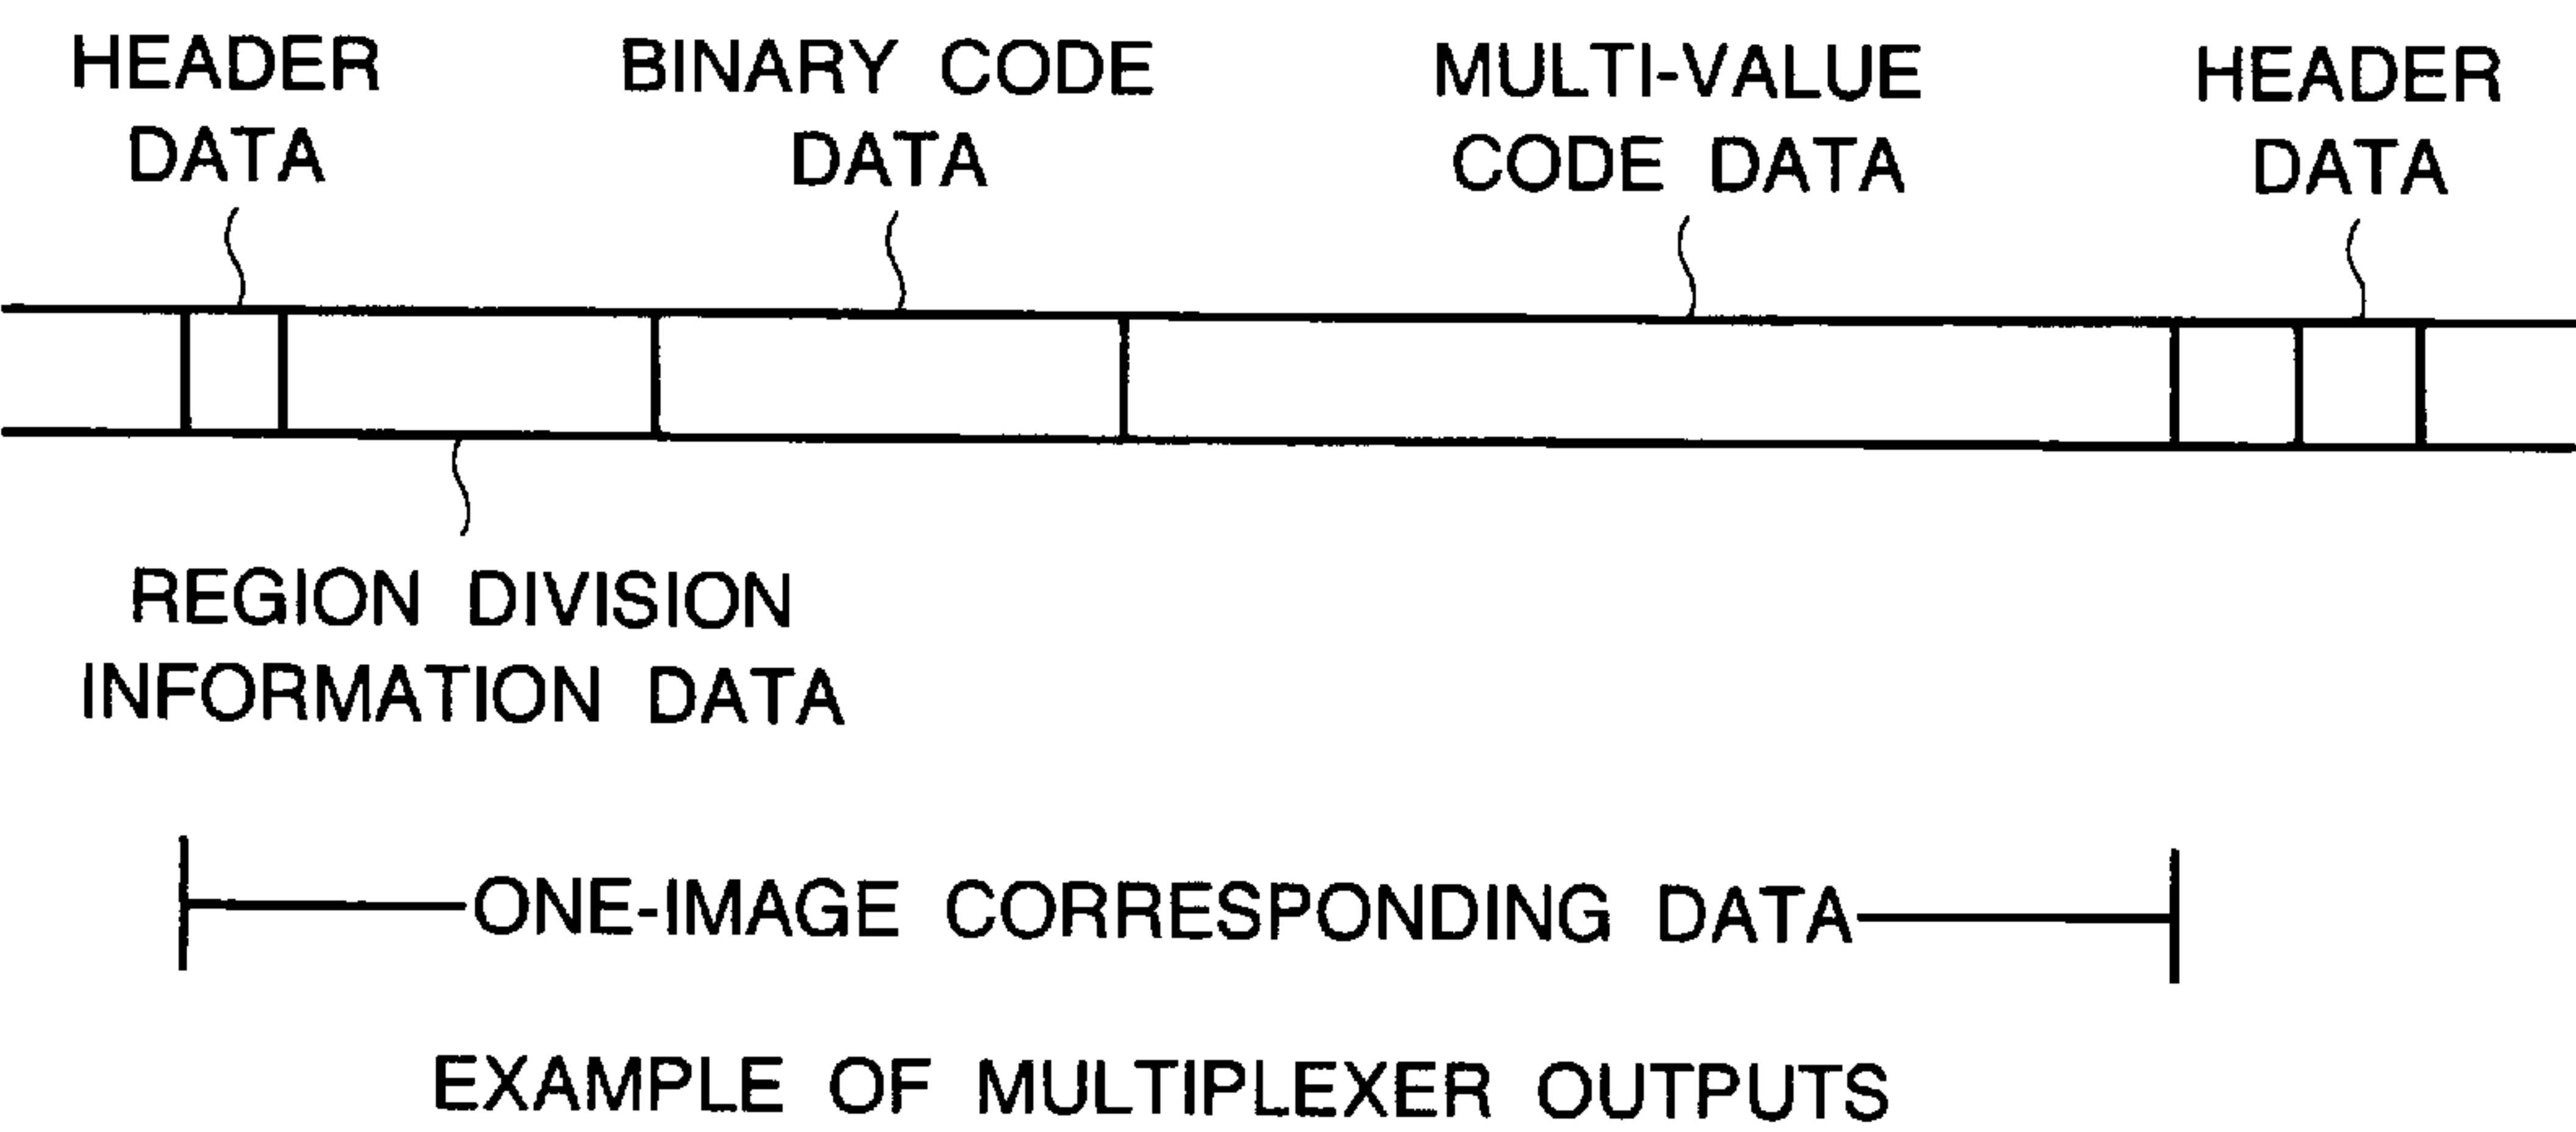 HEADER
DATA
BINARY CODE
DATA
MULTI-VALUE
CODE DATA
HEADER
DATA
REGION DIVISION
INFORMATION DATA
ONE-IMAGE CORRESPONDING DATA
EXAMPLE OF MULTIPLEXER OUTPUTS